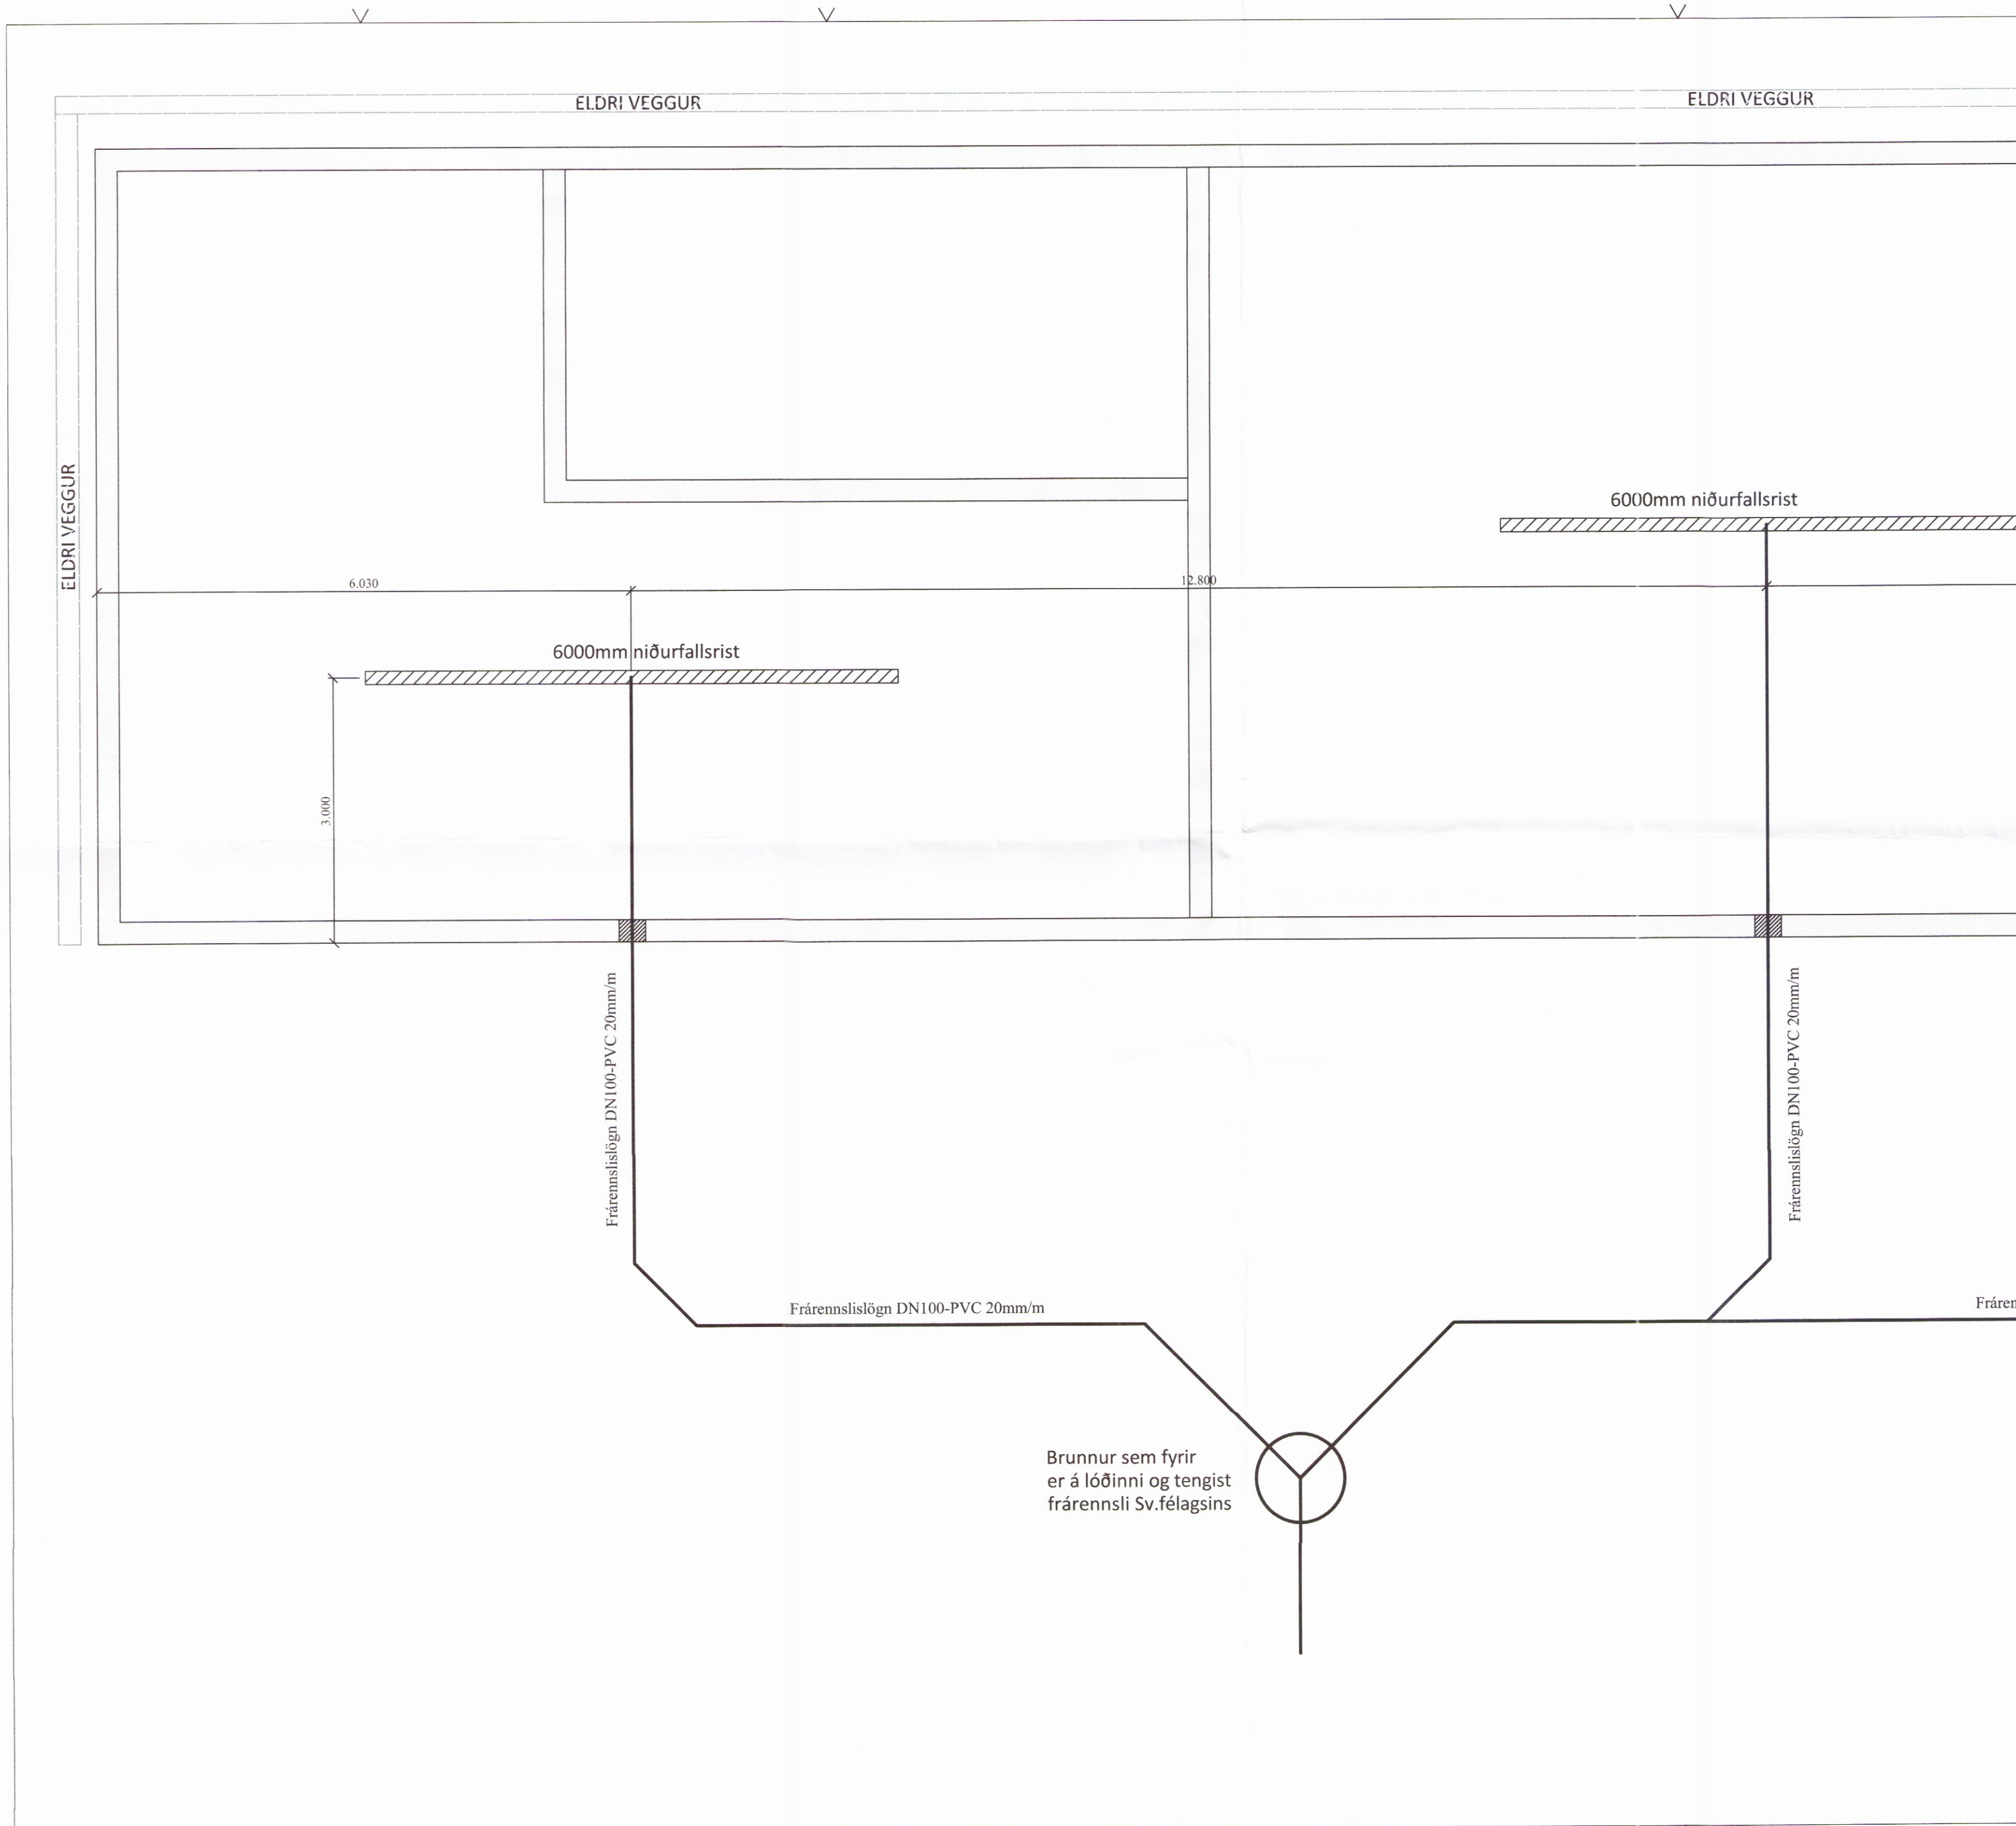 ELDRI VEGGUR
ELDRI VEGGUR
ELDRI VEGGUR
6000mm niðurfallsrist
6.030
12.800
6000mm niðurfallsrist
3.000
Frárennslislögn DN100-PVC 20mm/m
Frárennslislögn DN100-PVC 20mm/m
Frárennslislögn DN100-PVC 20mm/m
Fráren
Brunnur sem fyrir
er á lóðinni og tengist
frárennsli Sv.félagsins